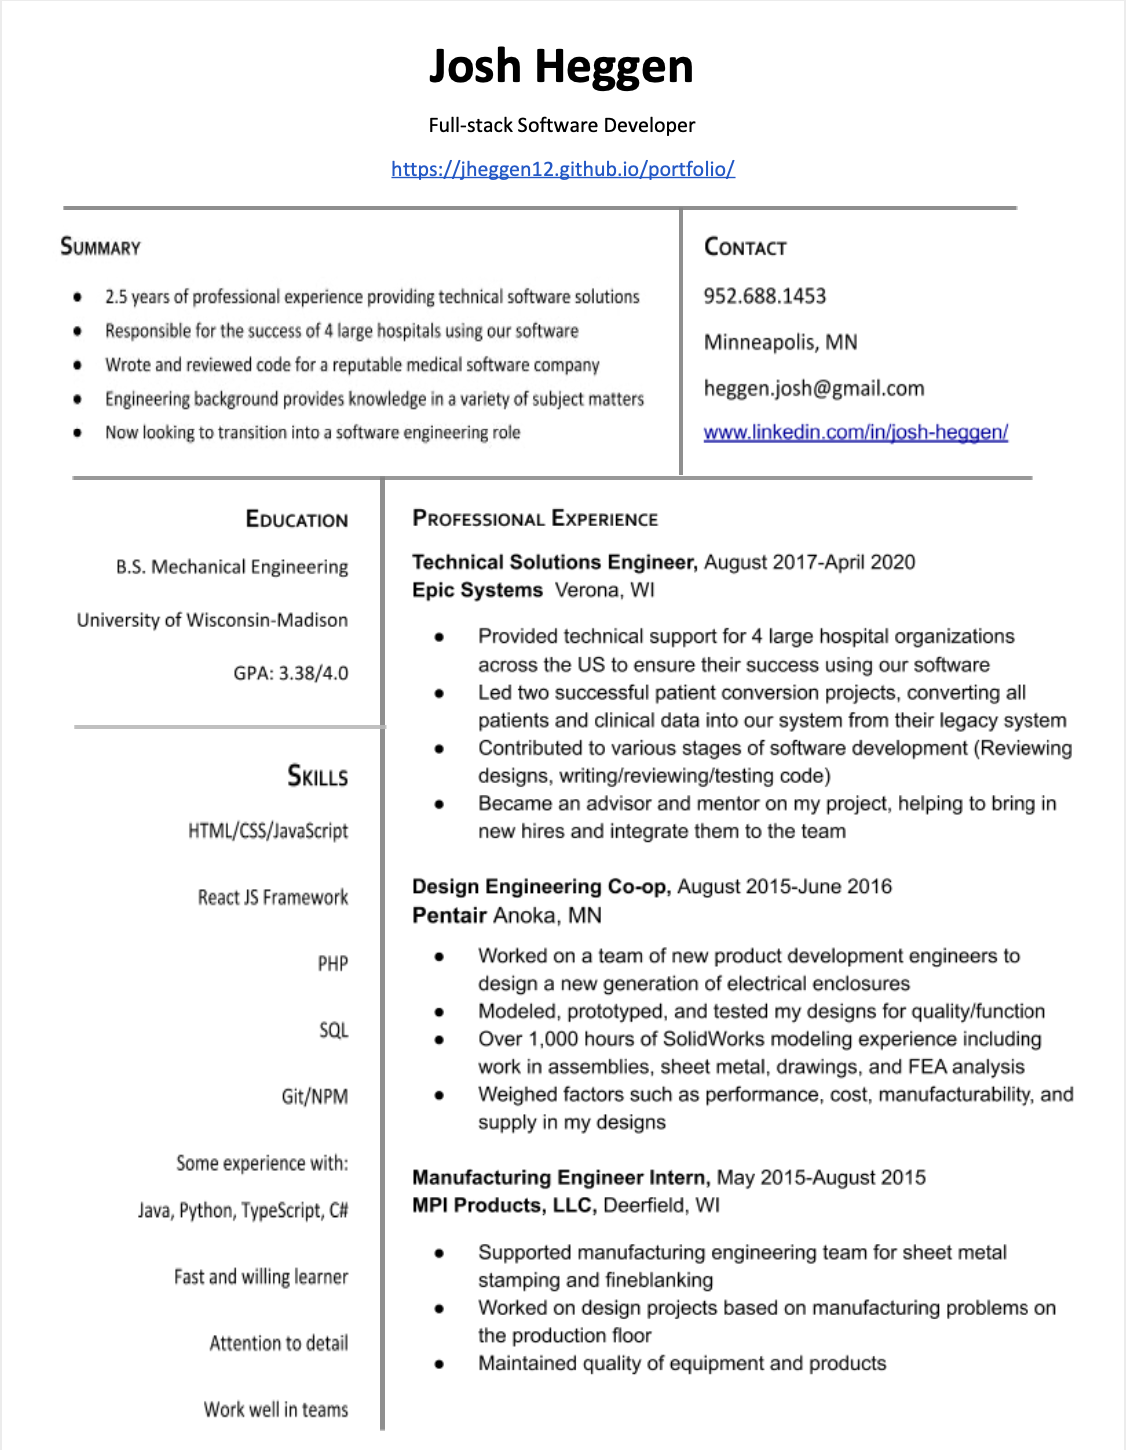 Josh Heggen
Full-stack Software Developer
https://jheggen12.github.io/portfolio/
SUMMARY
● 2.5 years of professional experience providing technical software solutions
● Responsible for the success of 4 large hospitals using our software
● Wrote and reviewed code for a reputable medical software company
● Engineering background provides knowledge in a variety of subject matters
● Now looking to transition into a software engineering role
CONTACT
952.688.1453
Minneapolis, MN
heggen.josh@gmail.com
www.linkedin.com/in/josh-heggen/
EDUCATION
B.S. Mechanical Engineering
University of Wisconsin-Madison
GPA: 3.38/4.0
SKILLS
HTML/CSS/JavaScript
React JS Framework
PHP
SQL
Git/NPM
Some experience with:
Java, Python, TypeScript, C#
Fast and willing learner
Attention to detail
Work well in teams
PROFESSIONAL EXPERIENCE
Technical Solutions Engineer, August 2017-April 2020
Epic Systems Verona, WI
● Provided technical support for 4 large hospital organizations
across the US to ensure their success using our software
● Led two successful patient conversion projects, converting all
patients and clinical data into our system from their legacy system
● Contributed to various stages of software development (Reviewing
designs, writing/reviewing/testing code)
● Became an advisor and mentor on my project, helping to bring in
new hires and integrate them to the team
Design Engineering Co-op, August 2015-June 2016
Pentair Anoka, MN
● Worked on a team of new product development engineers to
design a new generation of electrical enclosures
● Modeled, prototyped, and tested my designs for quality/function
● Over 1,000 hours of SolidWorks modeling experience including
work in assemblies, sheet metal, drawings, and FEA analysis
● Weighed factors such as performance, cost, manufacturability, and
supply in my designs
Manufacturing Engineer Intern, May 2015-August 2015
MPI Products, LLC, Deerfield, WI
● Supported manufacturing engineering team for sheet metal
stamping and fineblanking
● Worked on design projects based on manufacturing problems on
the production floor
● Maintained quality of equipment and products